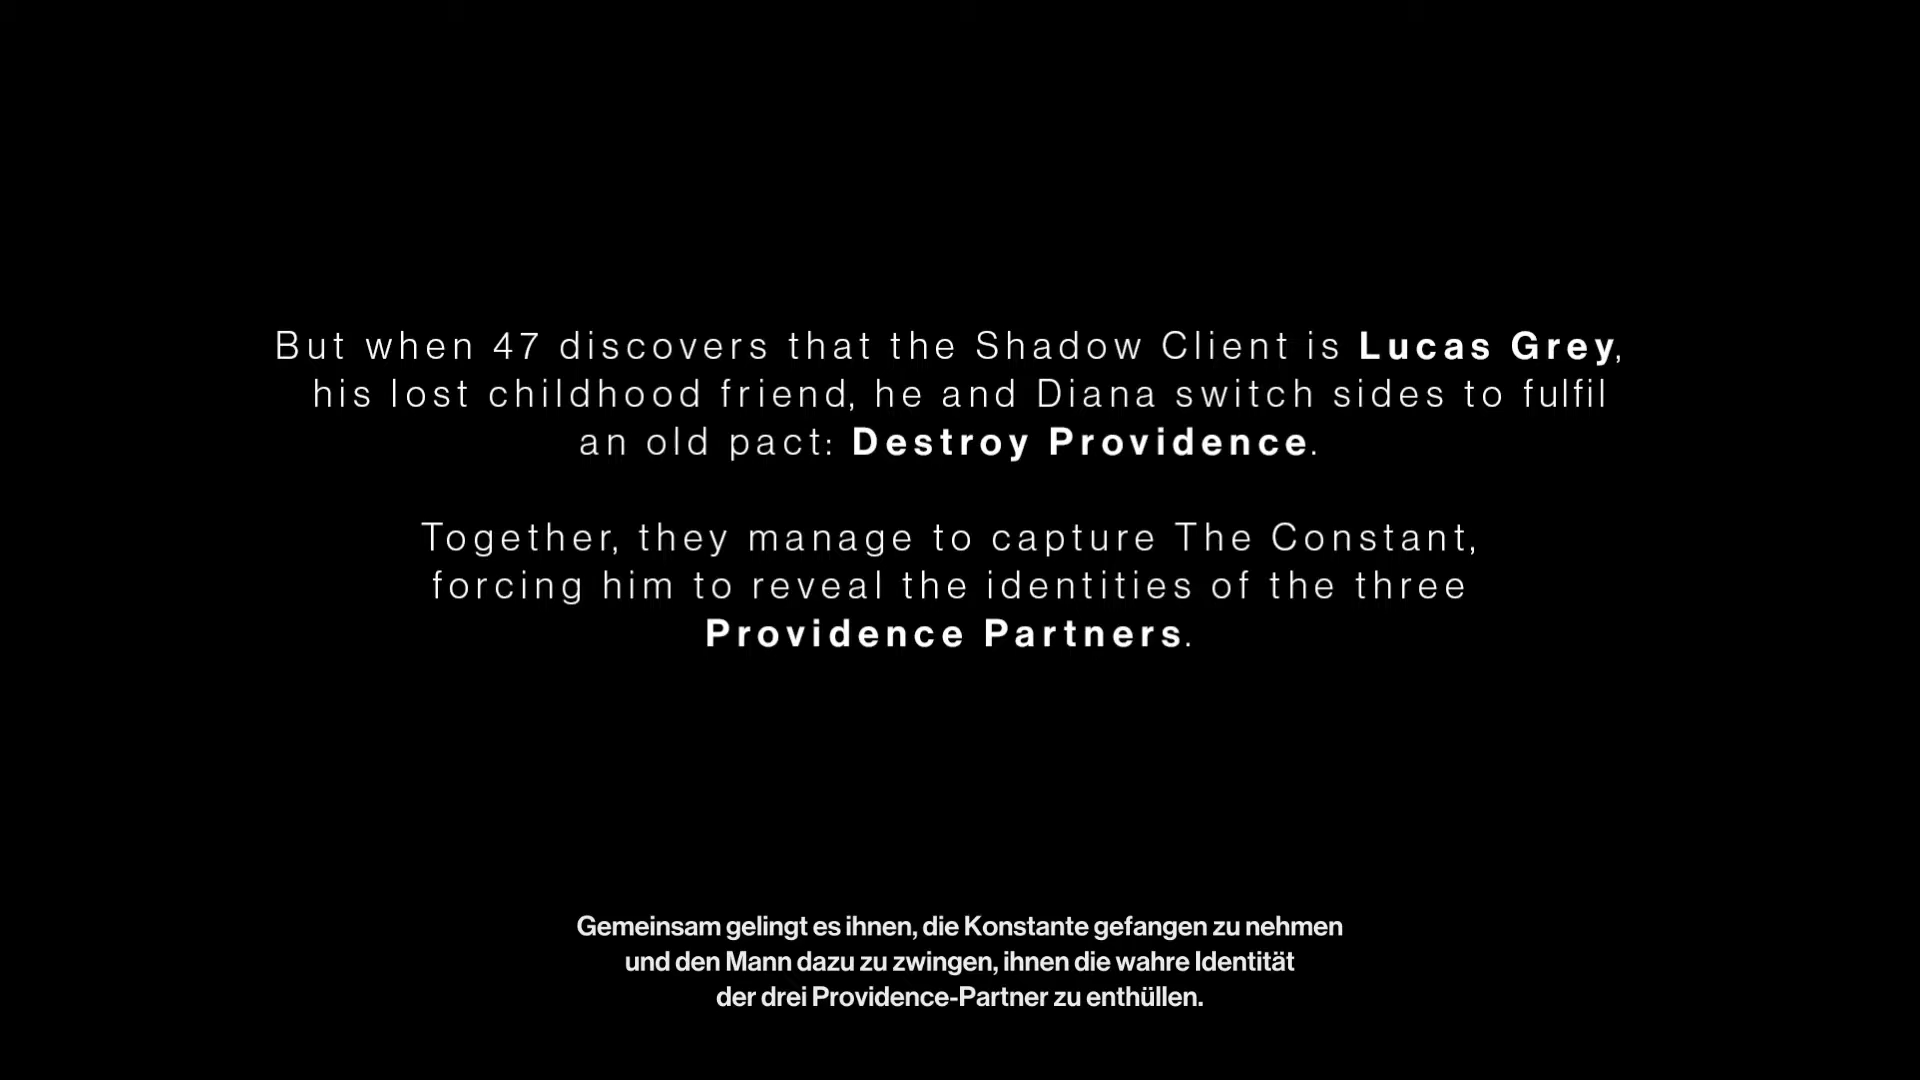 But when 47 discovers that the Shadow Client is Lucas Grey,
his lost childhood friend, he and Diana switch sides to fulfil
an old pact: Destroy Providence.
Together, they manage to capture The Constant,
forcing him to reveal the identities of the three
Providence Partners.
Gemeinsam gelingt es ihnen, die Konstante gefangen zu nehmen
und den Mann dazu zu zwingen, ihnen die wahre Identität
der drei Providence-Partner zu enthüllen.